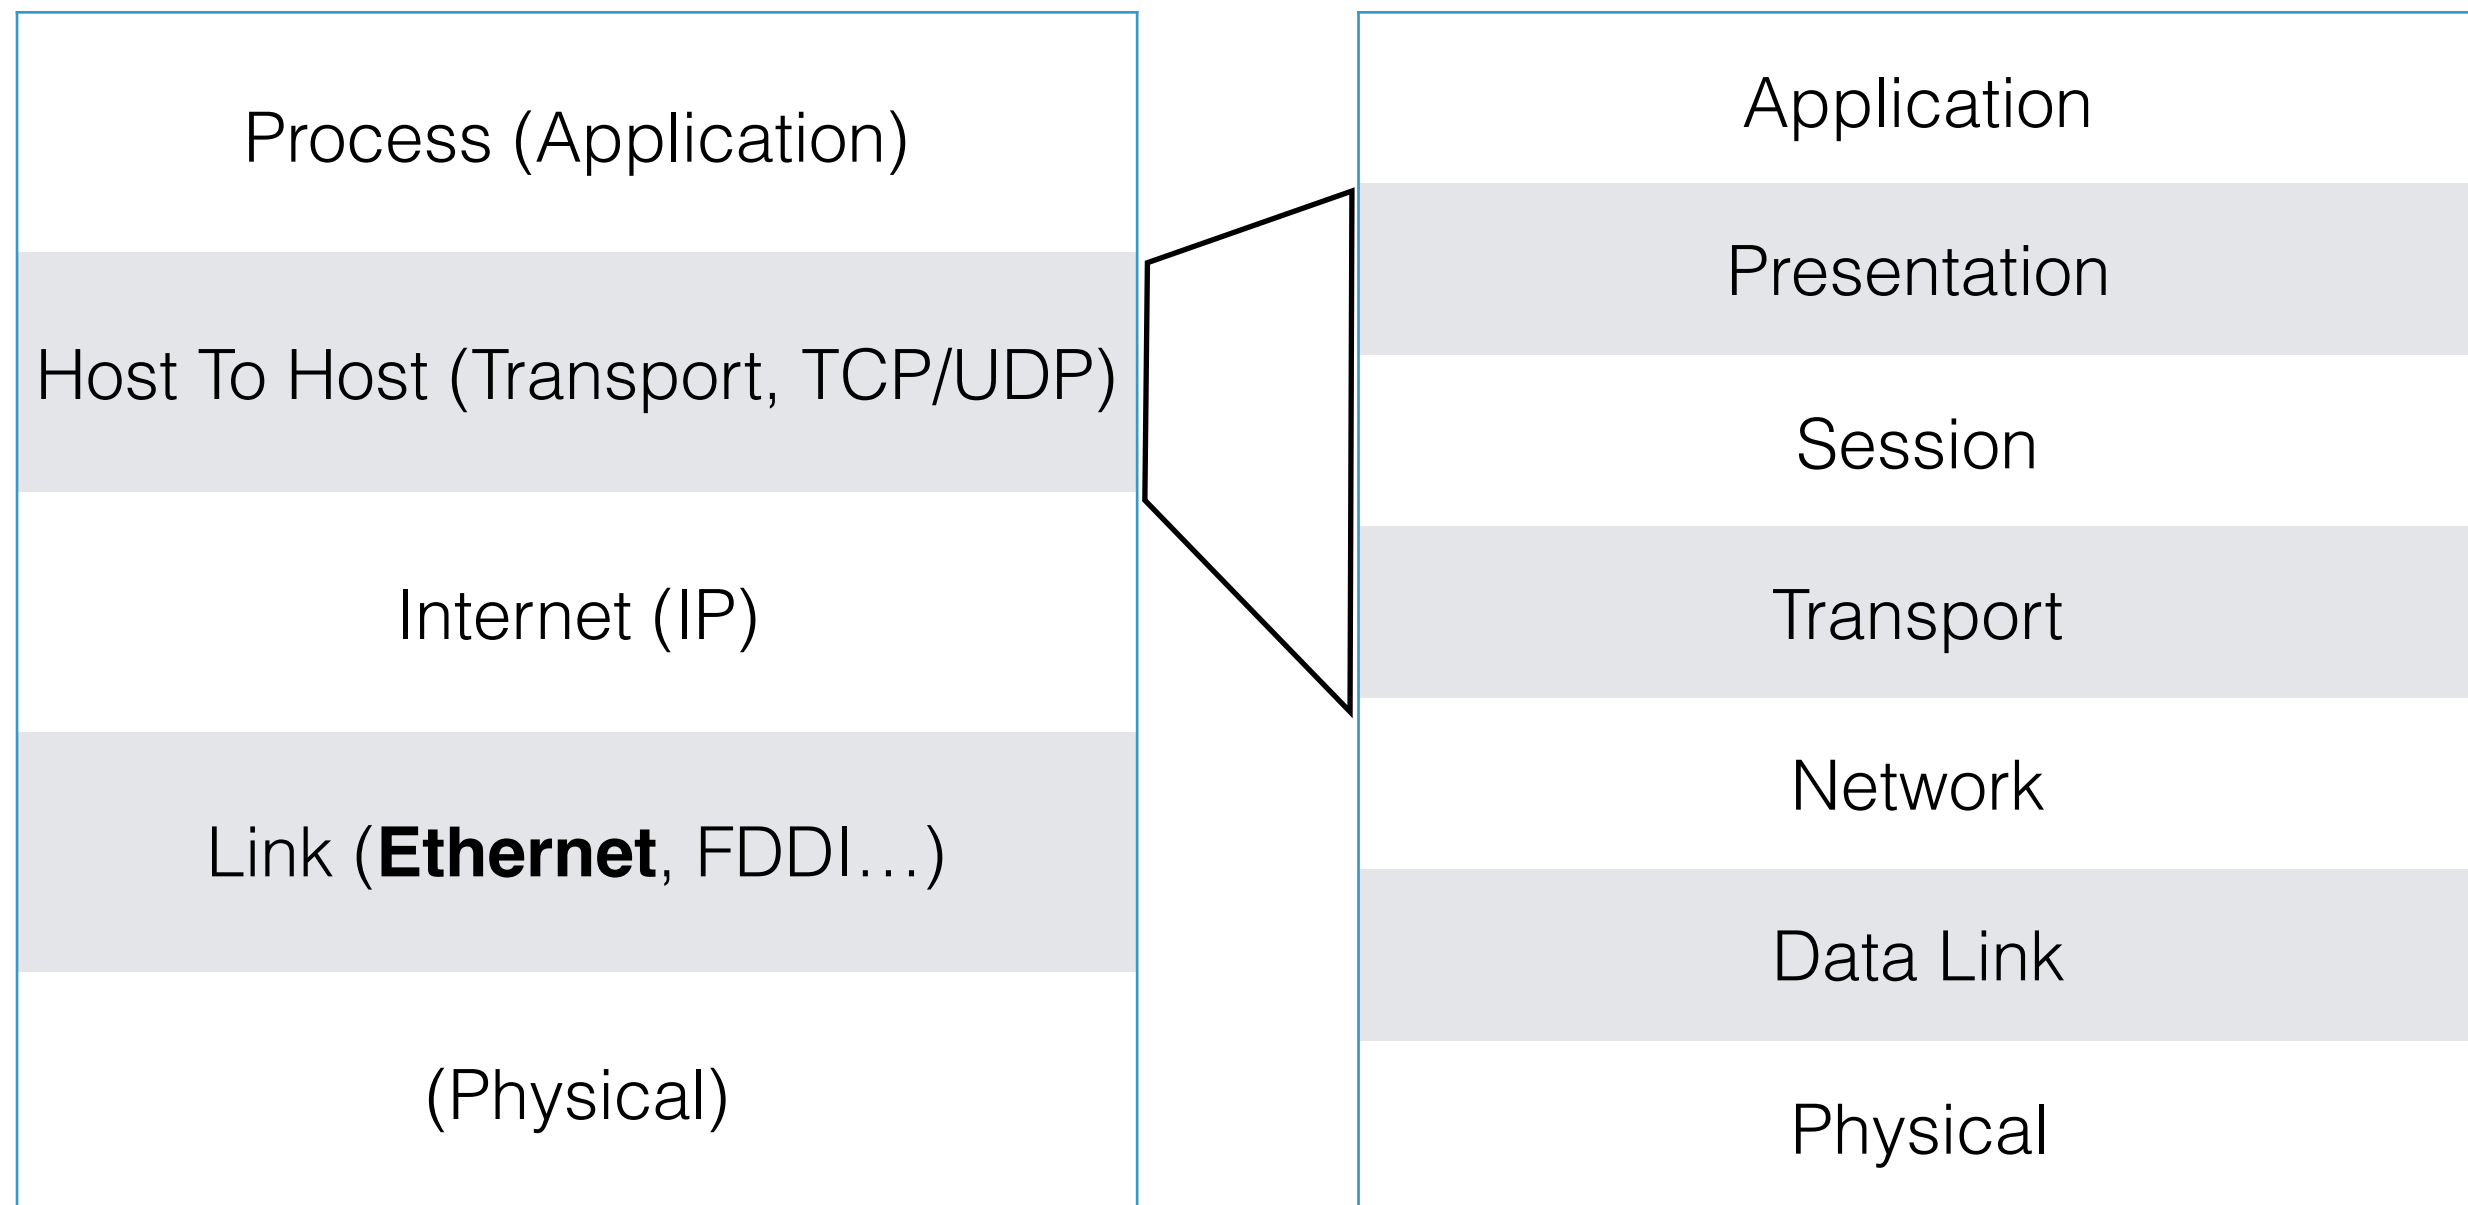 Process (Application)
Host To Host (Transport, TCP/UDP)
Internet (IP)
Link (Ethernet, FDDI…)
(Physical)
Application
Presentation
Session
Transport
Network
Data Link
Physical